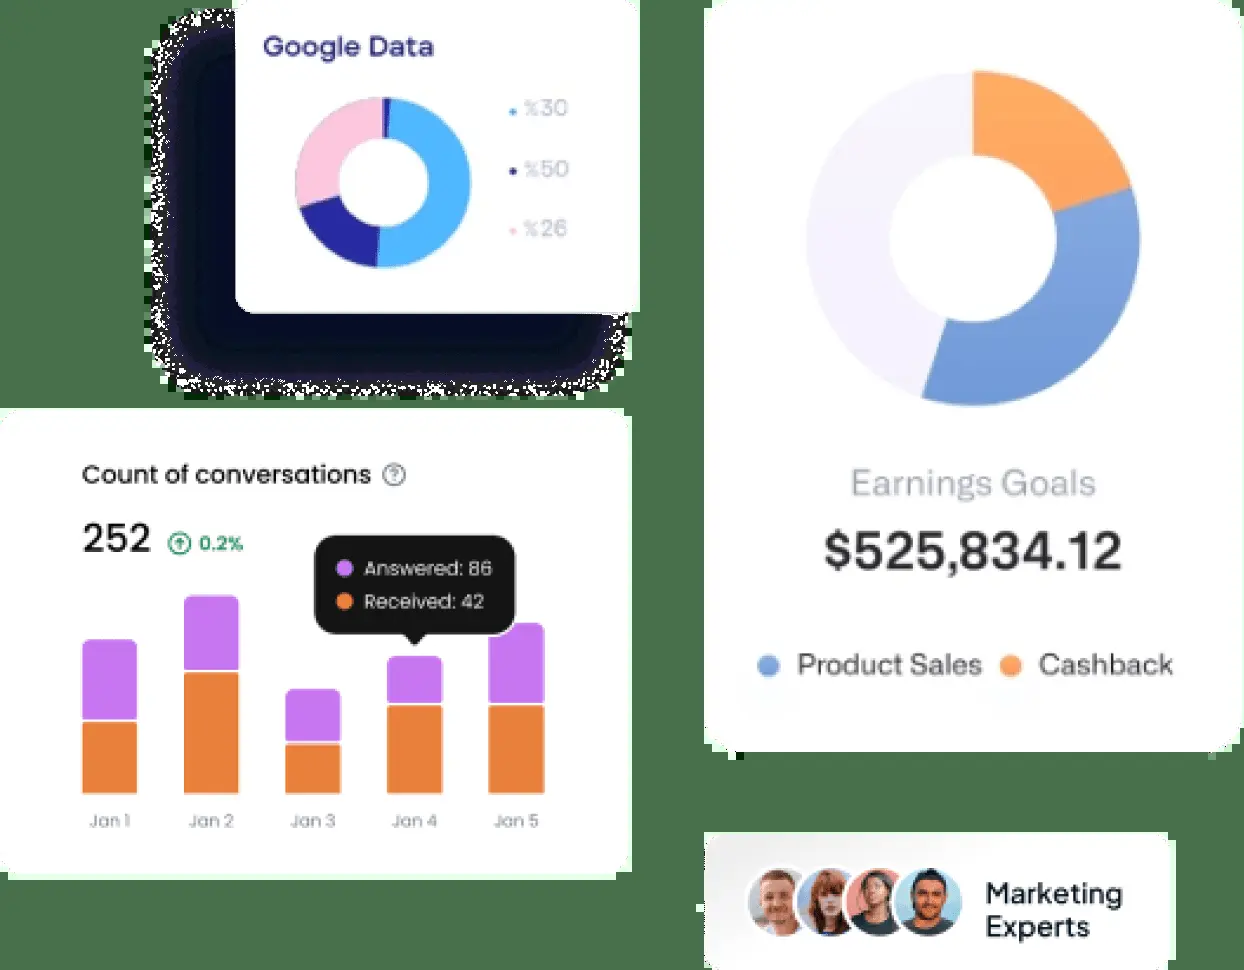 Google Data
%30
%50
%26
Count of conversations ?
252 0.2%
Answered: 86
Received: 42
Jan 1 Jan 2 Jan 3 Jan 4 Jan 5
Earnings Goals
$525,834.12
Product Sales Cashback
Marketing
Experts